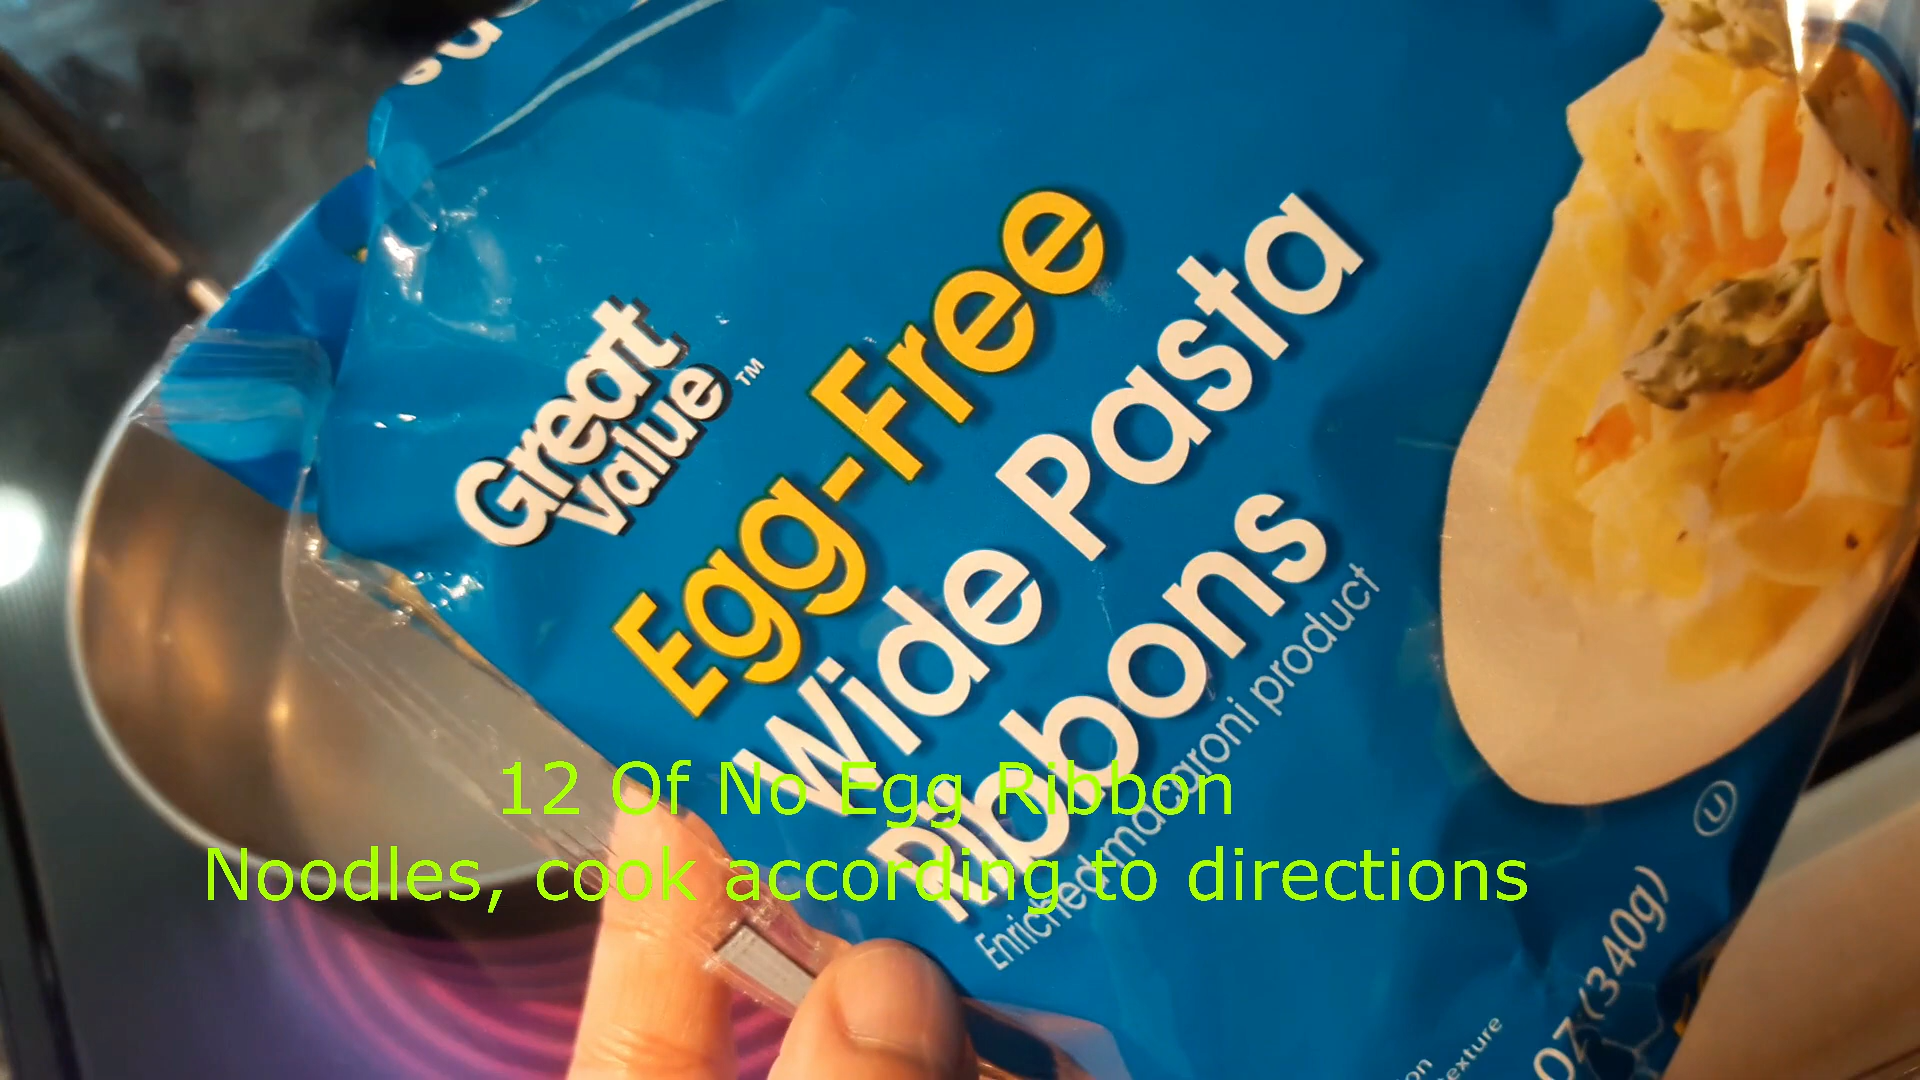 Great
Value™
Egg-Free
Wide Pasta
Ribbons
Enriched macaroni product
U
OZ (340g)
12 Of No Egg Ribbon
Noodles, cook according to directions